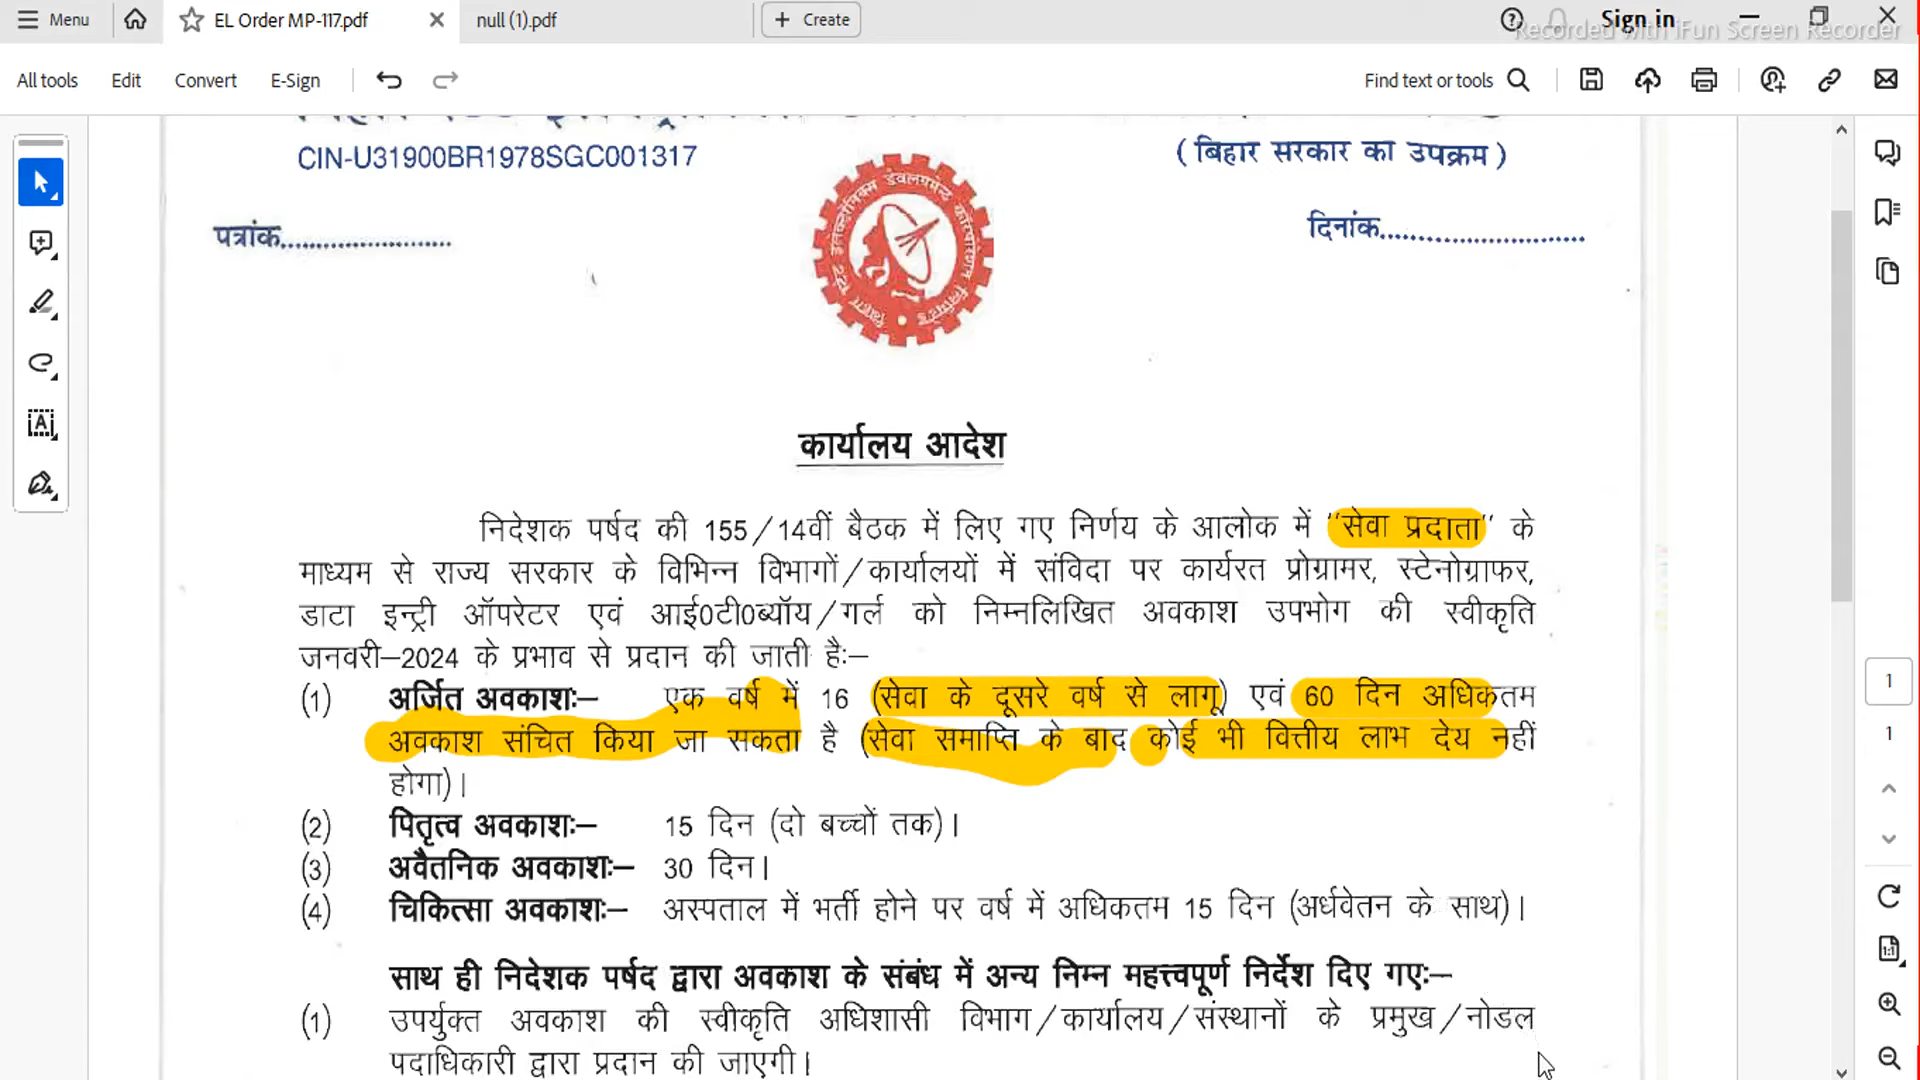 Menu
EL Order MP-117.pdf
null (1).pdf
Create
Sign in
Recorded with iFun Screen Recorder
All tools
Edit
Convert
E-Sign
Find text or tools
CIN-U31900BR1978SGC001317
( बिहार सरकार का उपक्रम )
पत्रांक..........................
दिनांक..............................
कार्यालय आदेश
निदेशक पर्षद की 155/14वीं बैठक में लिए गए निर्णय के आलोक में "सेवा प्रदाता" के
माध्यम से राज्य सरकार के विभिन्न विभागों/कार्यालयों में संविदा पर कार्यरत प्रोग्रामर, स्टेनोग्राफर,
डाटा इन्ट्री ऑपरेटर एवं आई0टी0ब्यॉय/गर्ल को निम्नलिखित अवकाश उपभोग की स्वीकृति
जनवरी–2024 के प्रभाव से प्रदान की जाती हैः–
(1) अर्जित अवकाशः– एक वर्ष में 16 (सेवा के दूसरे वर्ष से लागू) एवं 60 दिन अधिकतम
अवकाश संचित किया जा सकता है (सेवा समाप्ति के बाद कोई भी वित्तीय लाभ देय नहीं
होगा)।
(2) पितृत्व अवकाशः– 15 दिन (दो बच्चों तक)।
(3) अवैतनिक अवकाशः– 30 दिन।
(4) चिकित्सा अवकाशः– अस्पताल में भर्ती होने पर वर्ष में अधिकतम 15 दिन (अर्धवेतन के साथ)।
साथ ही निदेशक पर्षद द्वारा अवकाश के संबंध में अन्य निम्न महत्त्वपूर्ण निर्देश दिए गएः–
(1) उपर्युक्त अवकाश की स्वीकृति अधिशासी विभाग/कार्यालय/संस्थानों के प्रमुख/नोडल
पदाधिकारी द्वारा प्रदान की जाएगी।
1
1